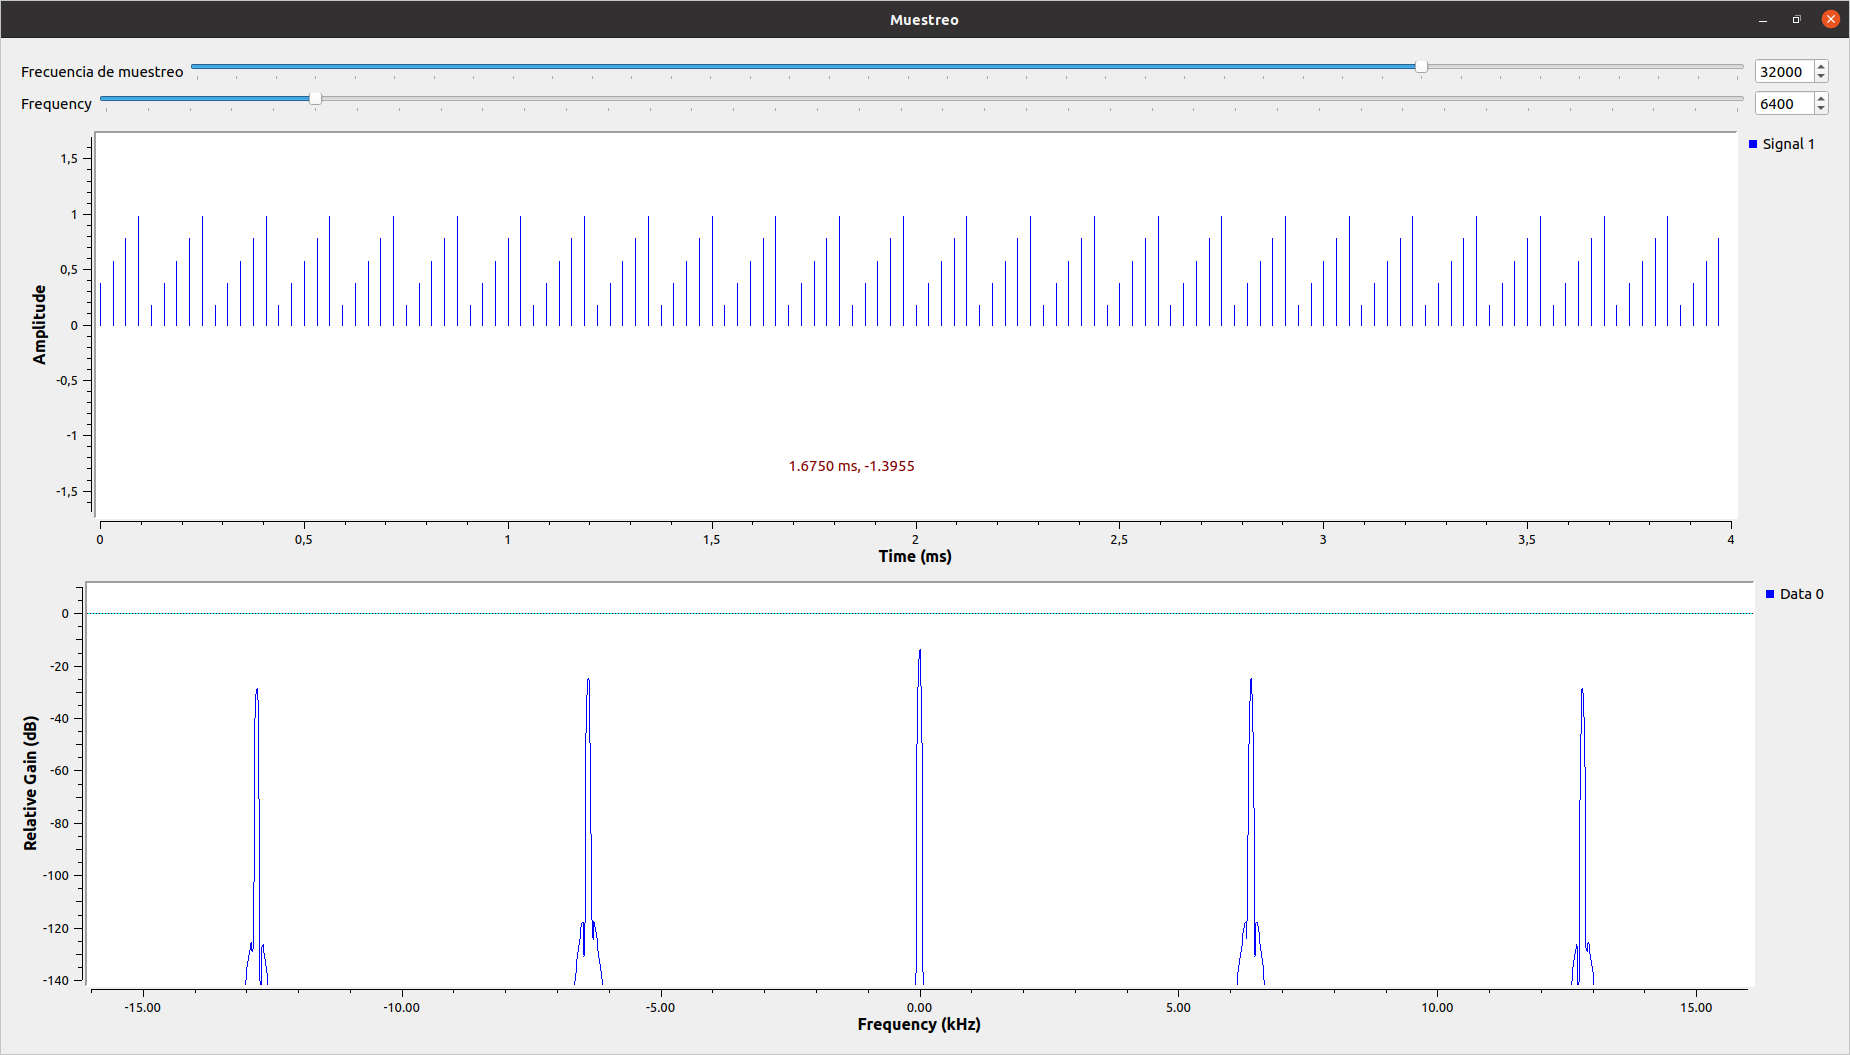 Muestreo
Frecuencia de muestreo 32000
Frequency 6400
Signal 1
1,5
1
0,5
0
-0,5
-1
-1,5
Amplitude
1.6750 ms, -1.3955
0 0,5 1 1,5 2 2,5 3 3,5 4
Time (ms)
Data 0
0
-20
-40
-60
-80
-100
-120
-140
Relative Gain (dB)
-15.00 -10.00 -5.00 0.00 5.00 10.00 15.00
Frequency (kHz)